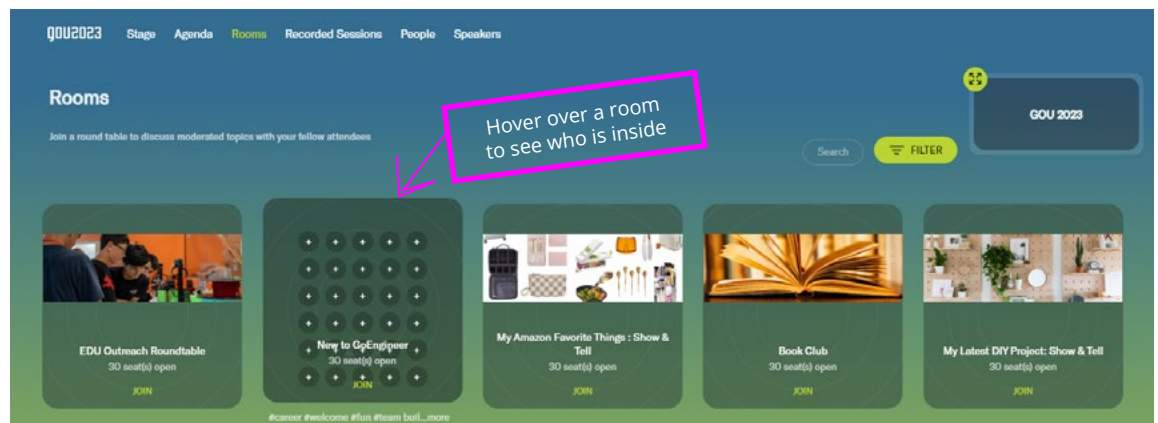 GOU2023 Stage Agenda Rooms Recorded Sessions People Speakers
Rooms
Join a round table to discuss moderated topics with your fellow attendees
Hover over a room
to see who is inside
Search FILTER
GOU 2023
EDU Outreach Roundtable
30 seat(s) open
JOIN
New to GoEngineer
30 seat(s) open
JOIN
#career #welcome #fun #team buil...more
My Amazon Favorite Things : Show &
Tell
30 seat(s) open
JOIN
Book Club
30 seat(s) open
JOIN
My Latest DIY Project: Show & Tell
30 seat(s) open
JOIN